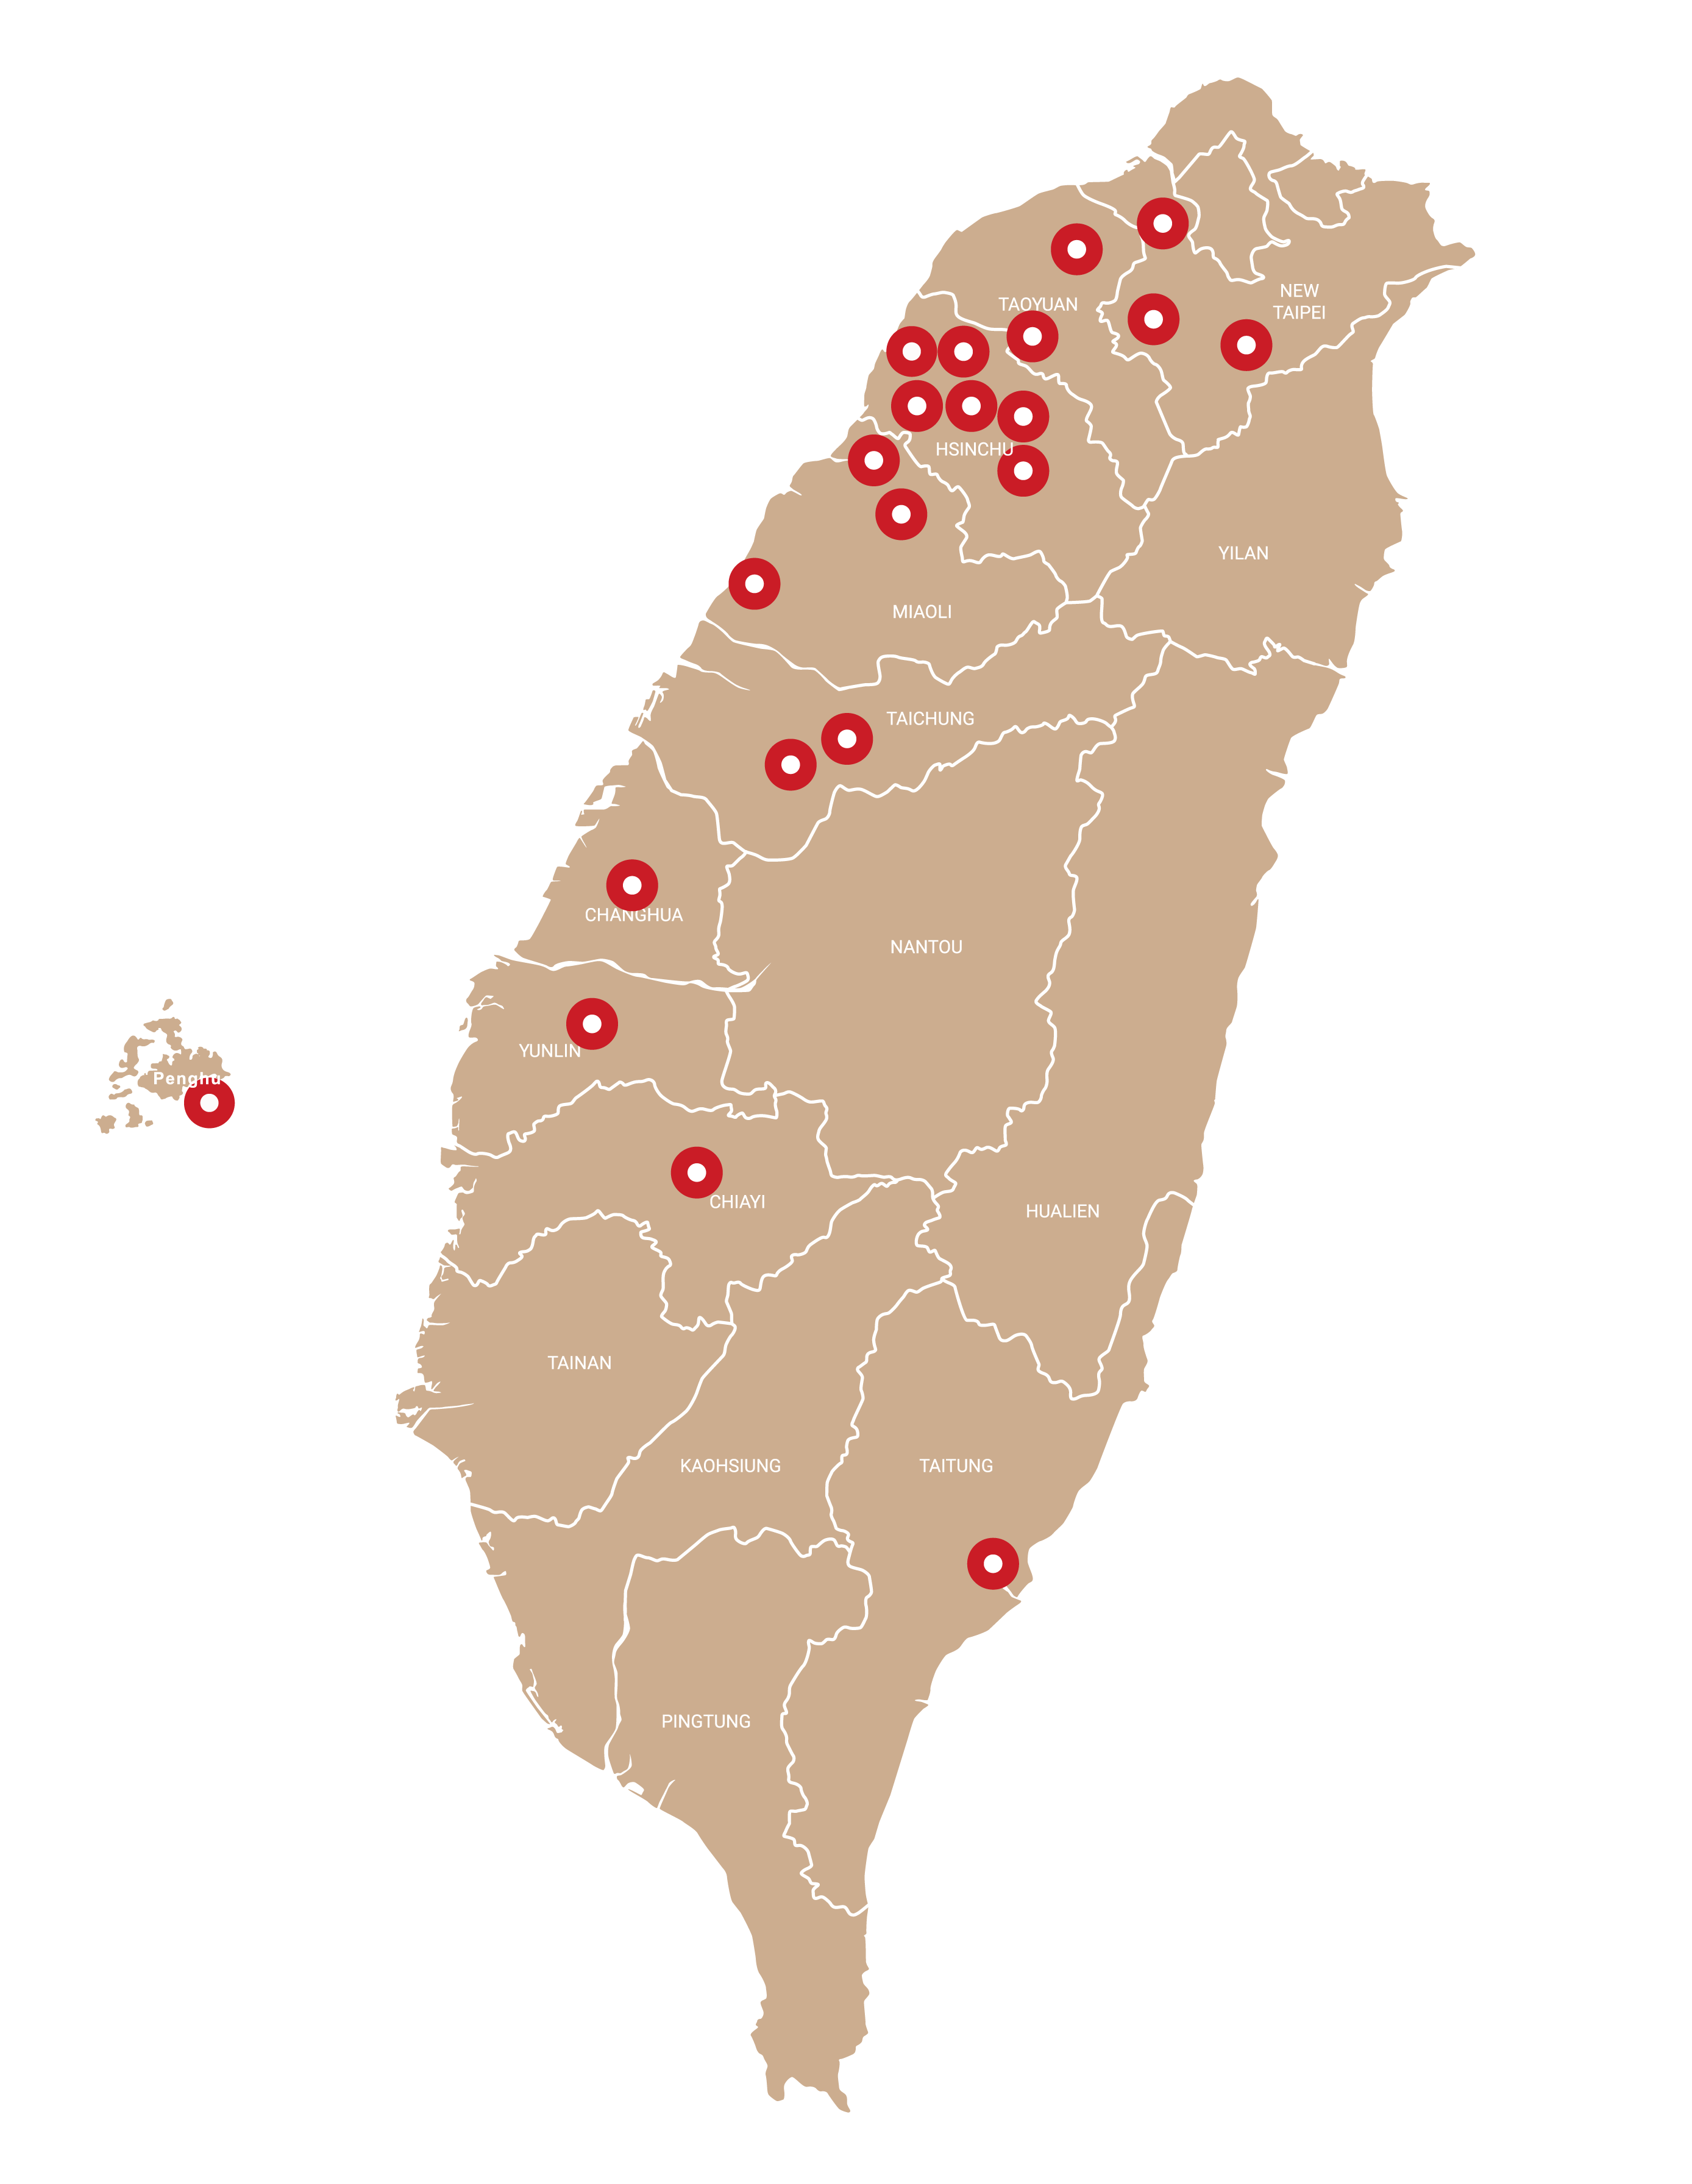 NEW
TAIPEI
TAOYUAN
HSINCHU
YILAN
MIAOLI
TAICHUNG
CHANGHUA
NANTOU
YUNLIN
Penghu
CHIAYI
HUALIEN
TAINAN
KAOHSIUNG
TAITUNG
PINGTUNG